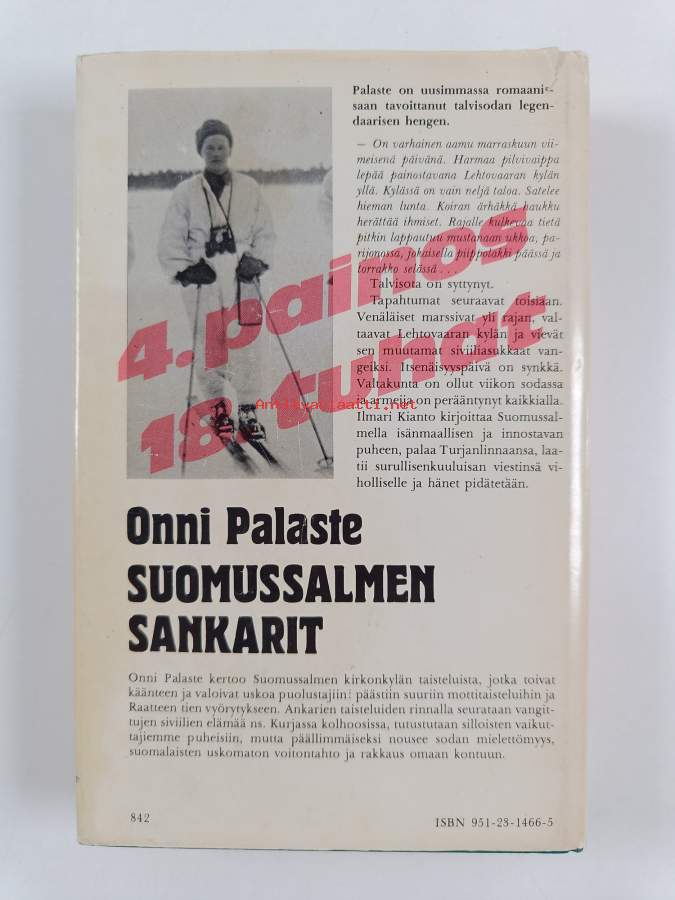 Palaste on uusimmassa romaanis-
saan tavoittanut talvisodan legen-
daarisen hengen.
— On varhainen aamu marraskuun vii-
meisenä päivänä. Harmaa pilvivaippa
lepää painostavana Lehtovaaran kylän
yllä. Kylässä on vain neljä taloa. Satelee
hieman lunta. Koiran ärhäkkä haukku
herättää ihmiset. Rajalle kulkevaa tietä
pitkin lappautuu mustanaan ukkoa, pa-
rijonossa, jokaisella piippolakki päässä ja
torrakko selässä . . .
Talvisota on syttynyt.
Tapahtumat seuraavat toisiaan.
Venäläiset marssivat yli rajan, val-
taavat Lehtovaaran kylän ja vievät
sen muutamat siviiliasukkaat van-
geiksi. Itsenäisyyspäivä on synkkä.
Valtakunta on ollut viikon sodassa
ja armeija on perääntynyt kaikkialla.
Ilmari Kianto kirjoittaa Suomussal-
mella isänmaallisen ja innostavan
puheen, palaa Turjanlinnaansa, laa-
tii surullisenkuuluisan viestinsä vi-
holliselle ja hänet pidätetään.
4. painos
18. tuhat
Antikvariaatti.net
Onni Palaste
SUOMUSSALMEN
SANKARIT
Onni Palaste kertoo Suomussalmen kirkonkylän taisteluista, jotka toivat
käänteen ja valoivat uskoa puolustajiin: päästiin suuriin mottitaisteluihin ja
Raatteen tien vyörytykseen. Ankarien taisteluiden rinnalla seurataan vangit-
tujen siviilien elämää ns. Kurjassa kolhoosissa, tutustutaan silloisten vaikut-
tajiemme puheisiin, mutta päällimmäiseksi nousee sodan mielettömyys,
suomalaisten uskomaton voitontahto ja rakkaus omaan kontuun.
842
ISBN 951-23-1466-5